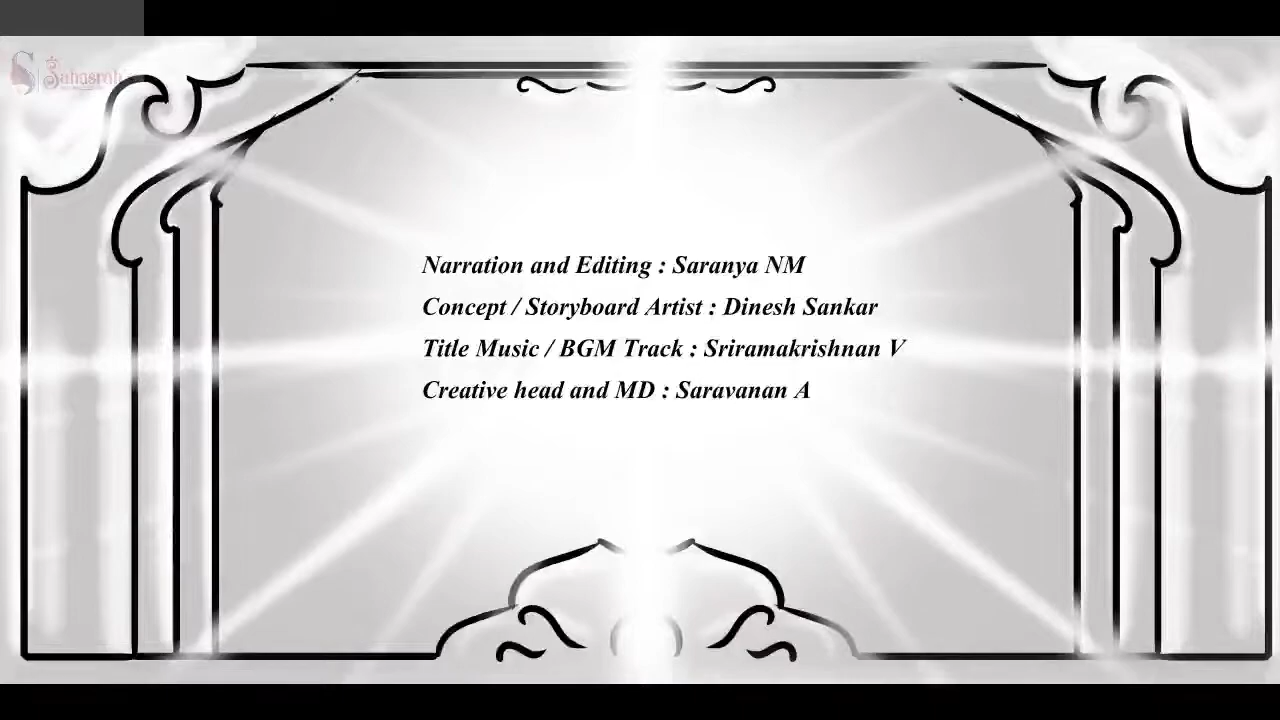 Sahasrah
Narration and Editing : Saranya NM
Concept / Storyboard Artist : Dinesh Sankar
Title Music / BGM Track : Sriramakrishnan V
Creative head and MD : Saravanan A